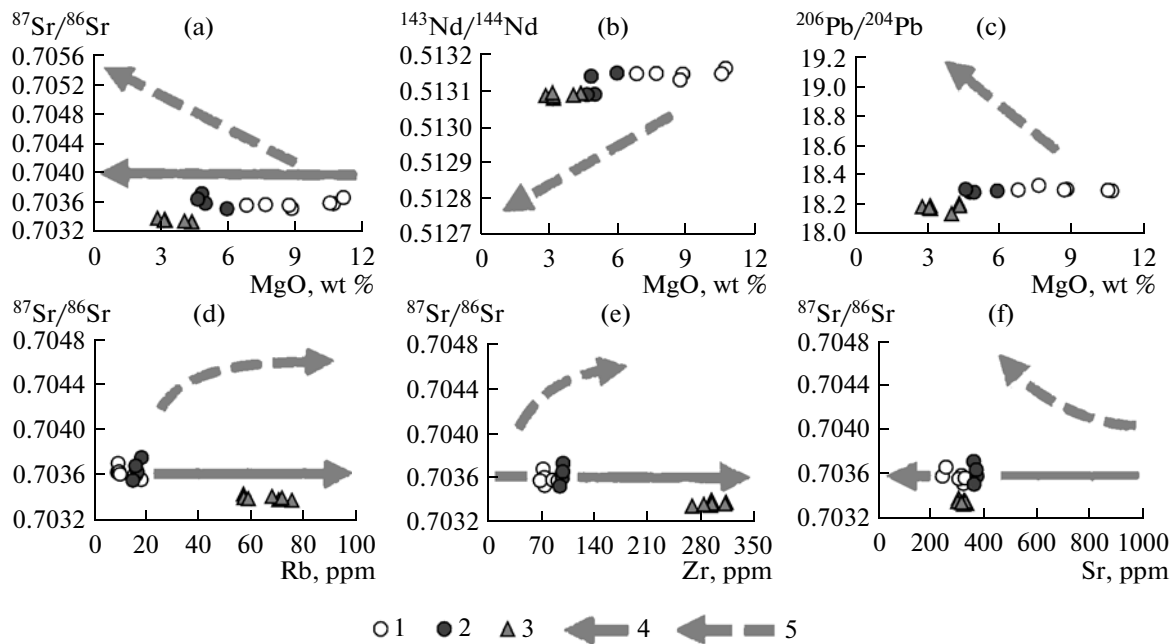 ⁸⁷Sr/⁸⁶Sr (a) ¹⁴³Nd/¹⁴⁴Nd (b) ²⁰⁶Pb/²⁰⁴Pb (c)
0.7056 0.5132 19.2
0.7052 0.5131 19.0
0.7048 0.5130 18.8
0.7044 0.5129 18.6
0.7040 0.5128 18.4
0.7036 0.5127 18.2
0.7032 18.0
0 3 6 9 12 0 3 6 9 12 0 3 6 9 12
MgO, wt % MgO, wt % MgO, wt %
⁸⁷Sr/⁸⁶Sr (d) ⁸⁷Sr/⁸⁶Sr (e) ⁸⁷Sr/⁸⁶Sr (f)
0.7048 0.7048 0.7048
0.7044 0.7044 0.7044
0.7040 0.7040 0.7040
0.7036 0.7036 0.7036
0.7032 0.7032 0.7032
0 20 40 60 80 100 0 70 140 210 280 350 0 200 400 600 800 1000
Rb, ppm Zr, ppm Sr, ppm
1 2 3 4 5